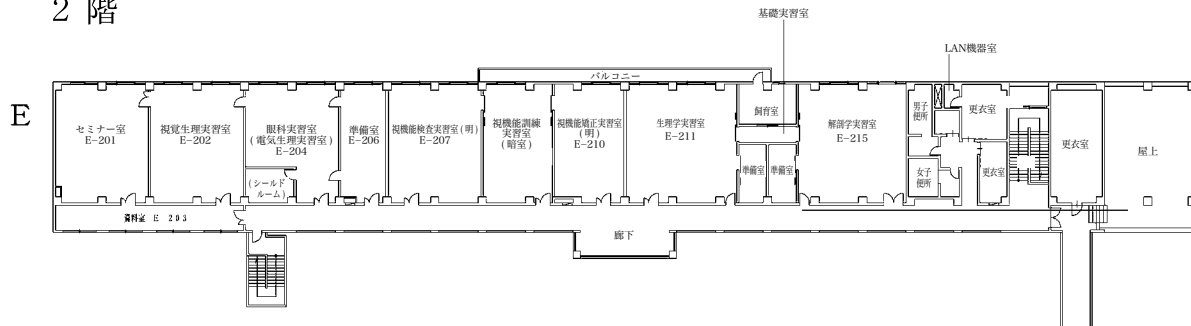 2 階
基礎実習室
LAN機器室
バルコニー
E
セミナー室
E-201
視覚生理実習室
E-202
眼科実習室
(電気生理実習室)
E-204
(シールド
ルーム)
準備室
E-206
視機能検査実習室(明)
E-207
視機能訓練
実習室
(暗室)
視機能矯正実習室
(明)
E-210
生理学実習室
E-211
飼育室
準備室
準備室
解剖学実習室
E-215
男子
便所
女子
便所
更衣室
更衣室
更衣室
屋上
資料室 E 203
廊下